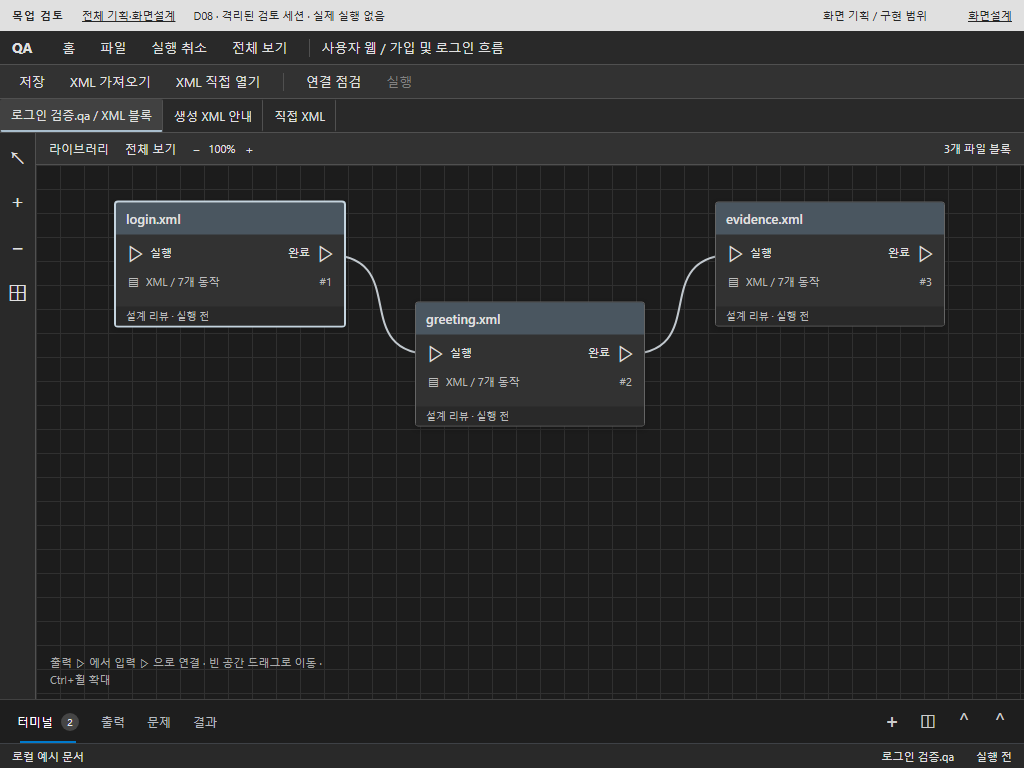 목업 검토 전체 기획·화면설계 D08 · 격리된 검토 세션 · 실제 실행 없음 화면 기획 / 구현 범위 화면설계
QA 홈 파일 실행 취소 전체 보기 사용자 웹 / 가입 및 로그인 흐름
저장 XML 가져오기 XML 직접 열기 연결 점검 실행
로그인 검증.qa / XML 블록 생성 XML 안내 직접 XML
라이브러리 전체 보기 − 100% + 3개 파일 블록
login.xml
실행 완료
XML / 7개 동작 #1
설계 리뷰 · 실행 전
greeting.xml
실행 완료
XML / 7개 동작 #2
설계 리뷰 · 실행 전
evidence.xml
실행 완료
XML / 7개 동작 #3
설계 리뷰 · 실행 전
출력 ▷ 에서 입력 ▷ 으로 연결 · 빈 공간 드래그로 이동 ·
Ctrl+휠 확대
터미널 2 출력 문제 결과
로컬 예시 문서 로그인 검증.qa 실행 전